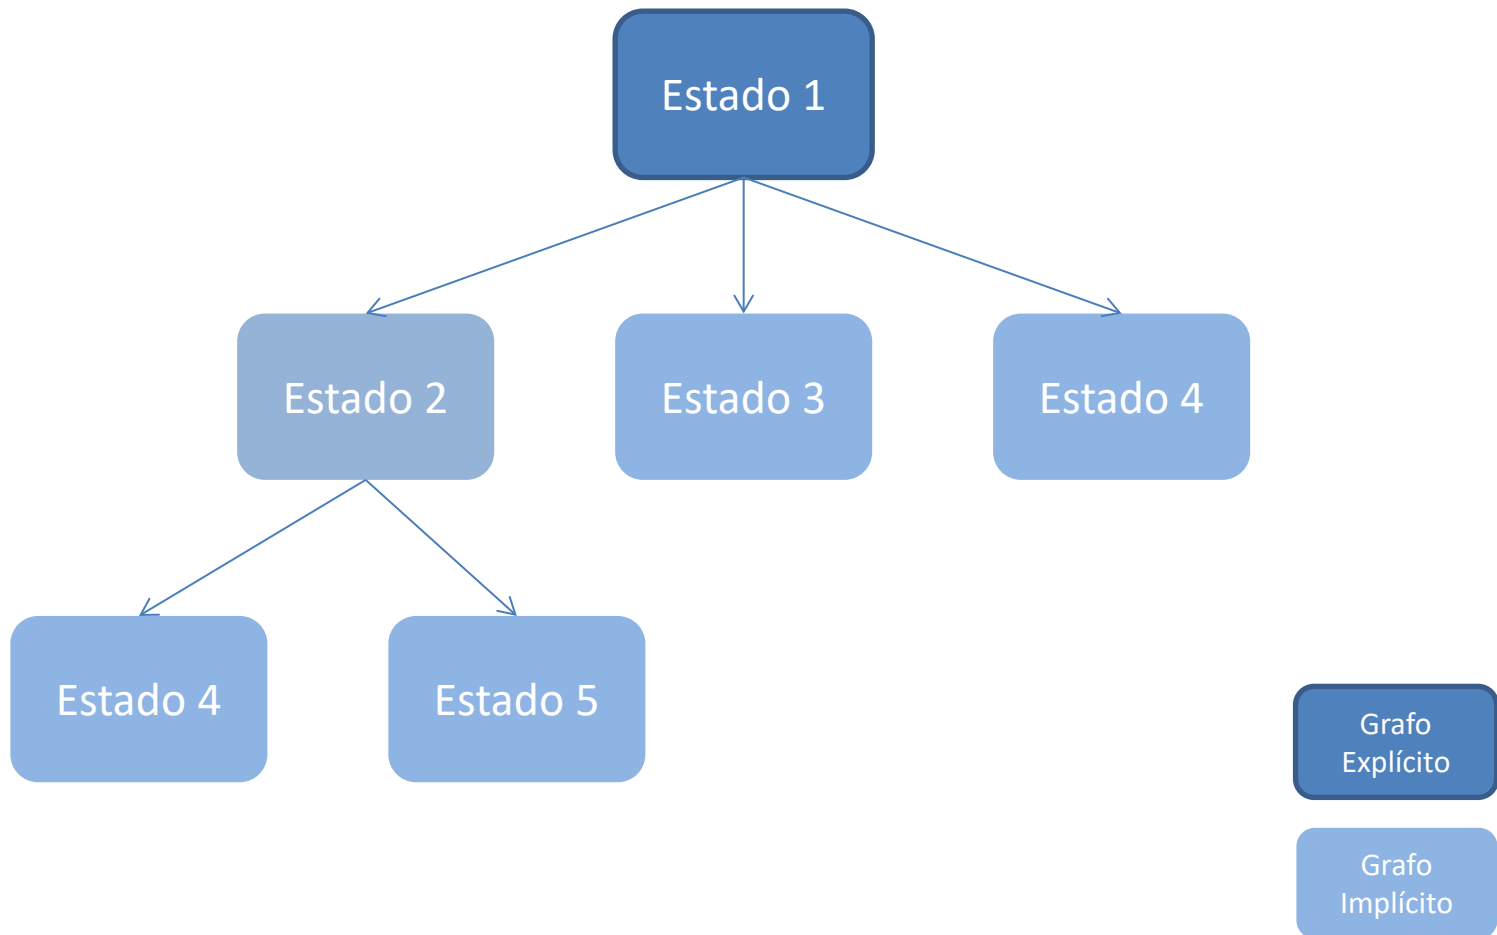 Estado 1
Estado 2
Estado 3
Estado 4
Estado 4
Estado 5
Grafo
Explícito
Grafo
Implícito